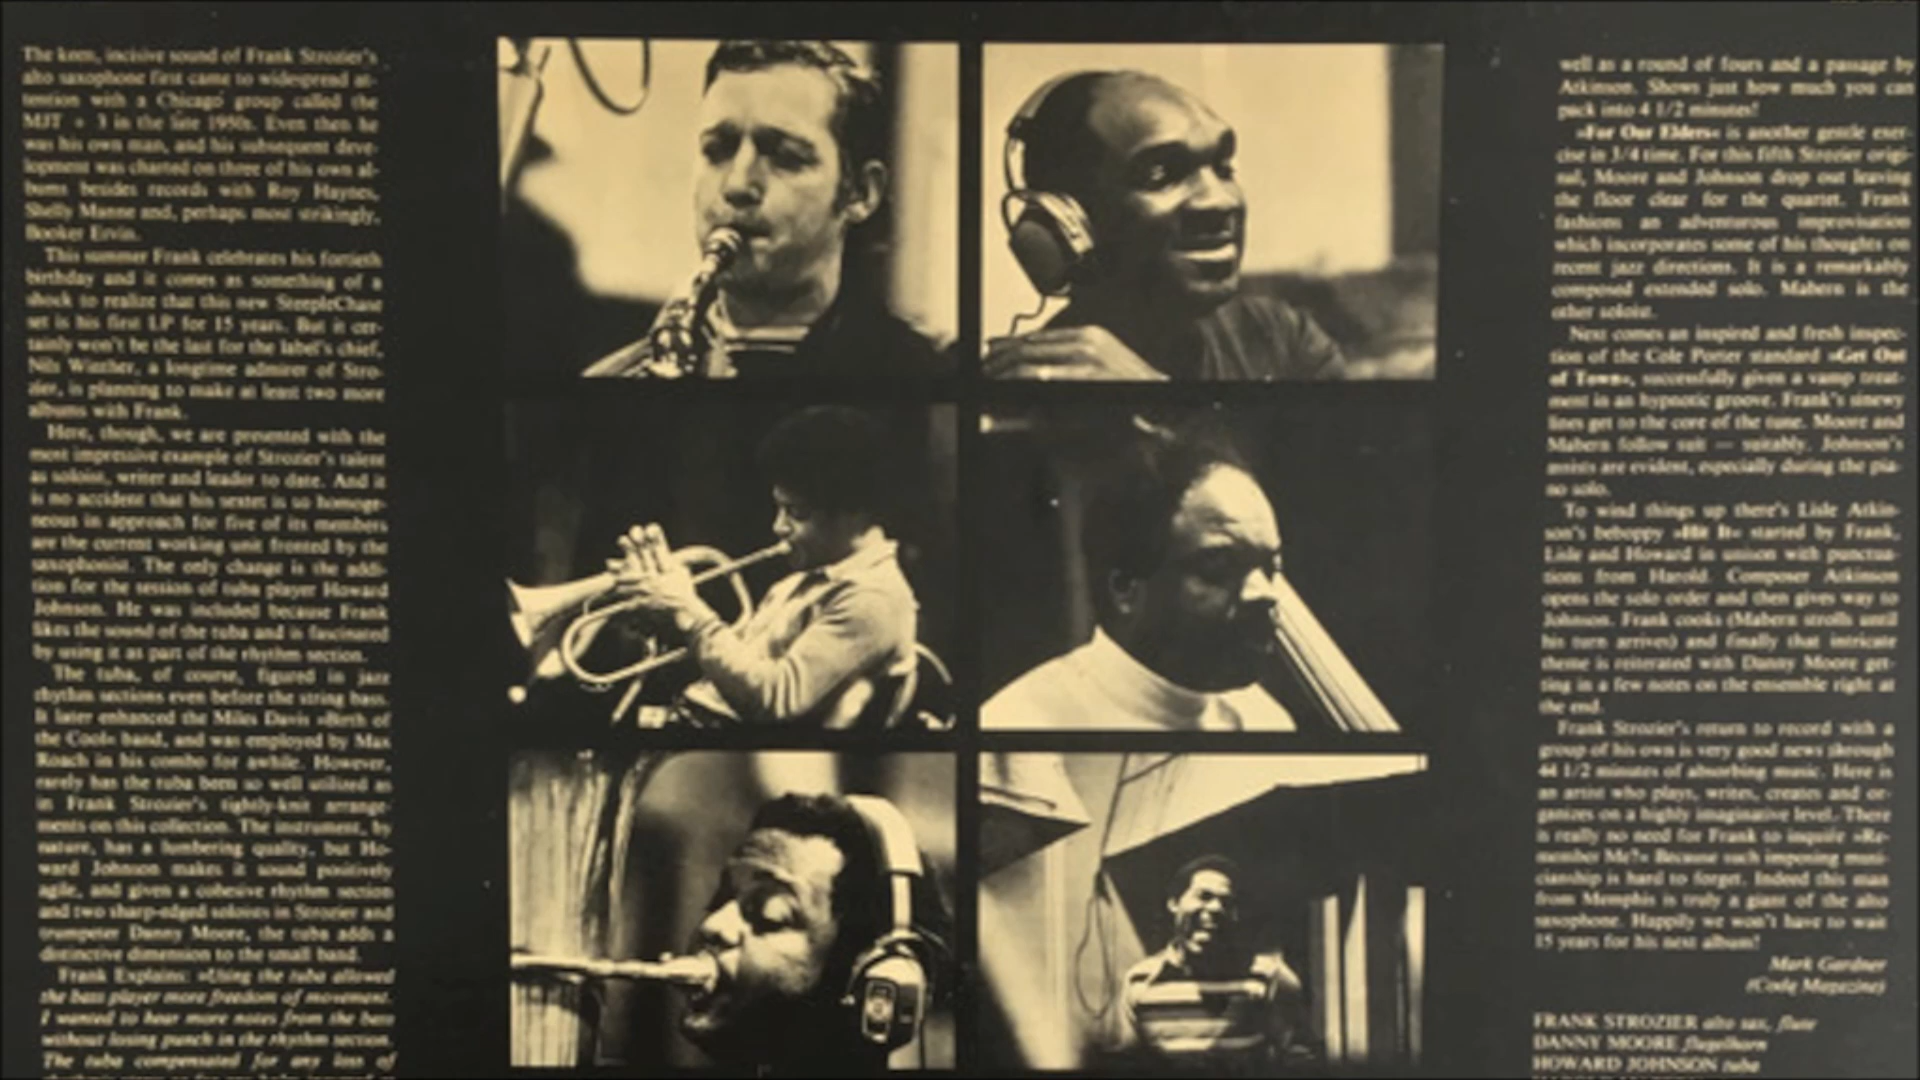 The keen, incisive sound of Frank Strozier's
alto saxophone first came to widespread at-
tention with a Chicago group called the
MJT + 3 in the late 1950s. Even then he
was his own man, and his subsequent deve-
lopment was charted on three of his own al-
bums besides records with Roy Haynes,
Shelly Manne and, perhaps most strikingly,
Booker Ervin.
This summer Frank celebrates his fortieth
birthday and it comes as something of a
shock to realize that this new SteepleChase
set is his first LP for 15 years. But it cer-
tainly won't be the last for the label's chief,
Nils Winther, a longtime admirer of Stro-
zier, is planning to make at least two more
albums with Frank.
Here, though, we are presented with the
most impressive example of Strozier's talent
as soloist, writer and leader to date. And it
is no accident that his sextet is so homoge-
neous in approach for five of its members
are the current working unit fronted by the
saxophonist. The only change is the addi-
tion for the session of tuba player Howard
Johnson. He was included because Frank
likes the sound of the tuba and is fascinated
by using it as part of the rhythm section.
The tuba, of course, figured in jazz
rhythm sections even before the string bass.
It later enhanced the Miles Davis »Birth of
the Cool« band, and was employed by Max
Roach in his combo for awhile. However,
rarely has the tuba been so well utilized as
in Frank Strozier's tightly-knit arrange-
ments on this collection. The instrument, by
nature, has a lumbering quality, but Ho-
ward Johnson makes it sound positively
agile, and given a cohesive rhythm section
and two sharp-edged soloists in Strozier and
trumpeter Danny Moore, the tuba adds a
distinctive dimension to the small band.
Frank Explains: »Using the tuba allowed
the bass player more freedom of movement.
I wanted to hear more notes from the bass
without losing punch in the rhythm section.
The tuba compensated for any loss of
well as a round of fours and a passage by
Atkinson. Shows just how much you can
pack into 4 1/2 minutes!
»For Our Elders« is another gentle exer-
cise in 3/4 time. For this fifth Strozier origi-
nal, Moore and Johnson drop out leaving
the floor clear for the quartet. Frank
fashions an adventurous improvisation
which incorporates some of his thoughts on
recent jazz directions. It is a remarkably
composed extended solo. Mabern is the
other soloist.
Next comes an inspired and fresh inspec-
tion of the Cole Porter standard »Get Out
of Town«, successfully given a vamp treat-
ment in an hypnotic groove. Frank's sinewy
lines get to the core of the tune. Moore and
Mabern follow suit — suitably. Johnson's
assists are evident, especially during the pia-
no solo.
To wind things up there's Lisle Atkin-
son's beboppy »Hit It« started by Frank,
Lisle and Howard in unison with punctua-
tions from Harold. Composer Atkinson
opens the solo order and then gives way to
Johnson. Frank cooks (Mabern strolls until
his turn arrives) and finally that intricate
theme is reiterated with Danny Moore get-
ting in a few notes on the ensemble right at
the end.
Frank Strozier's return to record with a
group of his own is very good news through
44 1/2 minutes of absorbing music. Here is
an artist who plays, writes, creates and or-
ganizes on a highly imaginative level. There
is really no need for Frank to inquire »Re-
member Me?« Because such imposing musi-
cianship is hard to forget. Indeed this man
from Memphis is truly a giant of the alto
saxophone. Happily we won't have to wait
15 years for his next album!
Mark Gardner
(Coda Magazine)
FRANK STROZIER alto sax, flute
DANNY MOORE flugelhorn
HOWARD JOHNSON tuba